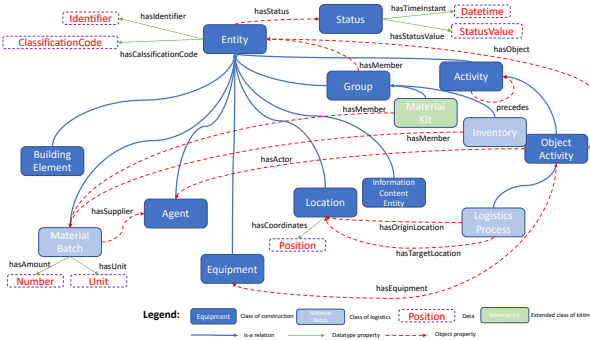 hasIdentifier
Identifier
hasStatus
Status
hasTimeInstant
Datetime
hasStatusValue
StatusValue
ClassificationCode
hasCalssificationCode
Entity
hasObject
hasMember
Group
Activity
precedes
hasMember
Material
Kit
hasMember
Inventory
Object
Activity
Building
Element
hasActor
Information
Content
Entity
hasSupplier
Agent
Location
hasOriginLocation
Logistics
Process
Material
Batch
hasCoordinates
Position
hasTargetLocation
hasAmount
hasUnit
Number
Unit
Equipment
hasEquipment
Legend:
Equipment
Class of construction
Material
Batch
Class of logistics
Position
Data
Material Kit
Extended class of kittin
is-a relation
Datatype property
Object property